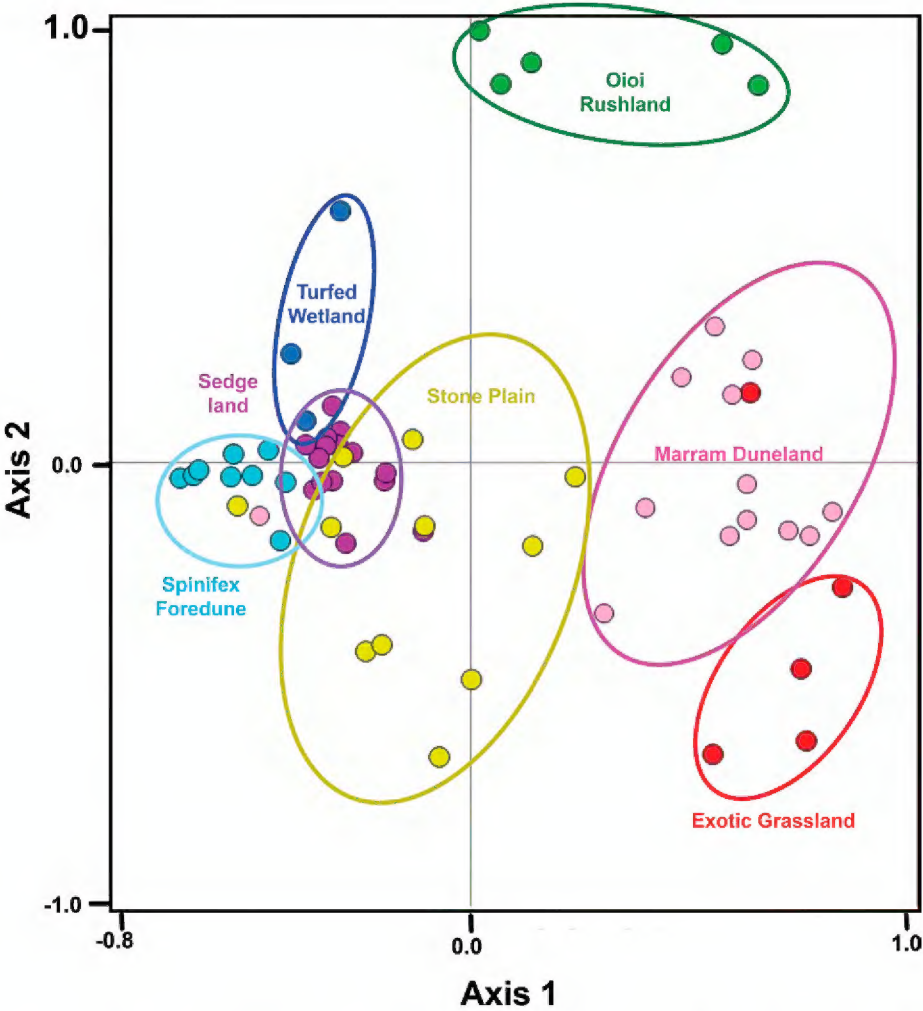 1.0
Oioi
Rushland
Turfed
Wetland
Sedge
land
Stone Plain
Axis 2
0.0
Marram Duneland
Spinifex
Foredune
Exotic Grassland
-1.0
-0.8
0.0
1.0
Axis 1